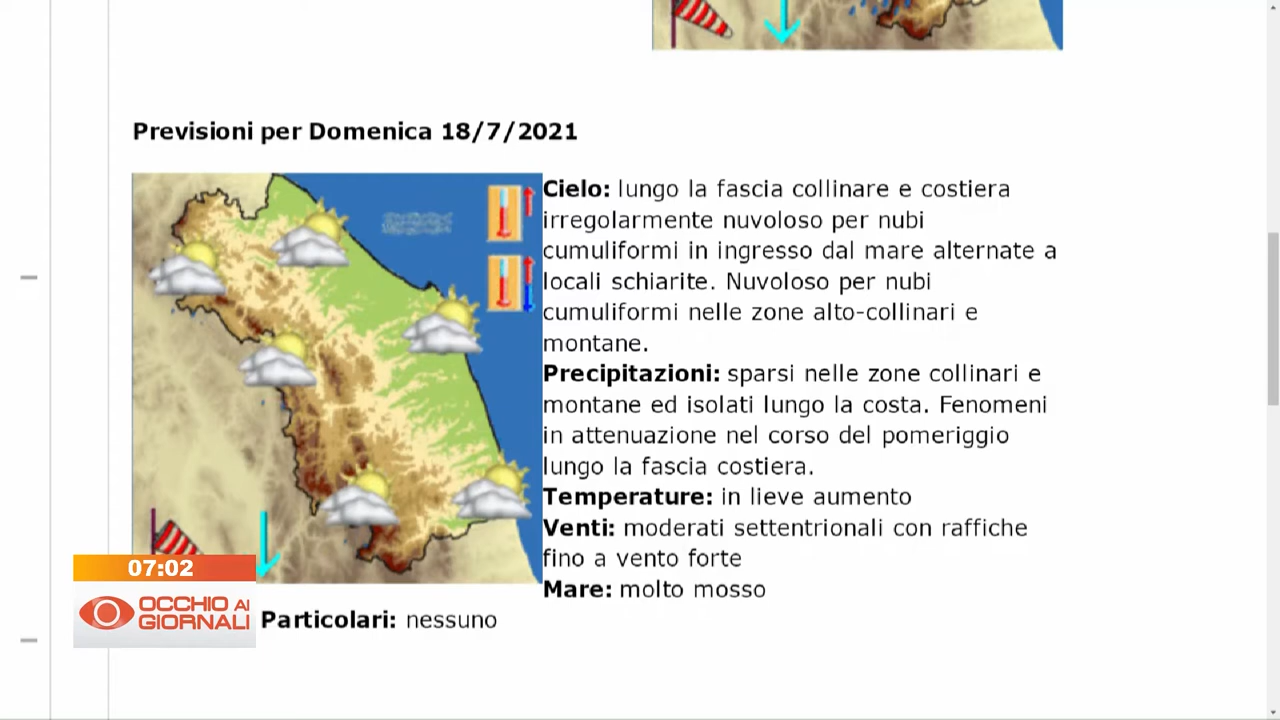 Previsioni per Domenica 18/7/2021
Cielo: lungo la fascia collinare e costiera
irregolarmente nuvoloso per nubi
cumuliformi in ingresso dal mare alternate a
locali schiarite. Nuvoloso per nubi
cumuliformi nelle zone alto-collinari e
montane.
Precipitazioni: sparsi nelle zone collinari e
montane ed isolati lungo la costa. Fenomeni
in attenuazione nel corso del pomeriggio
lungo la fascia costiera.
Temperature: in lieve aumento
Venti: moderati settentrionali con raffiche
fino a vento forte
Mare: molto mosso
Particolari: nessuno
07:02
OCCHIO AI
GIORNALI